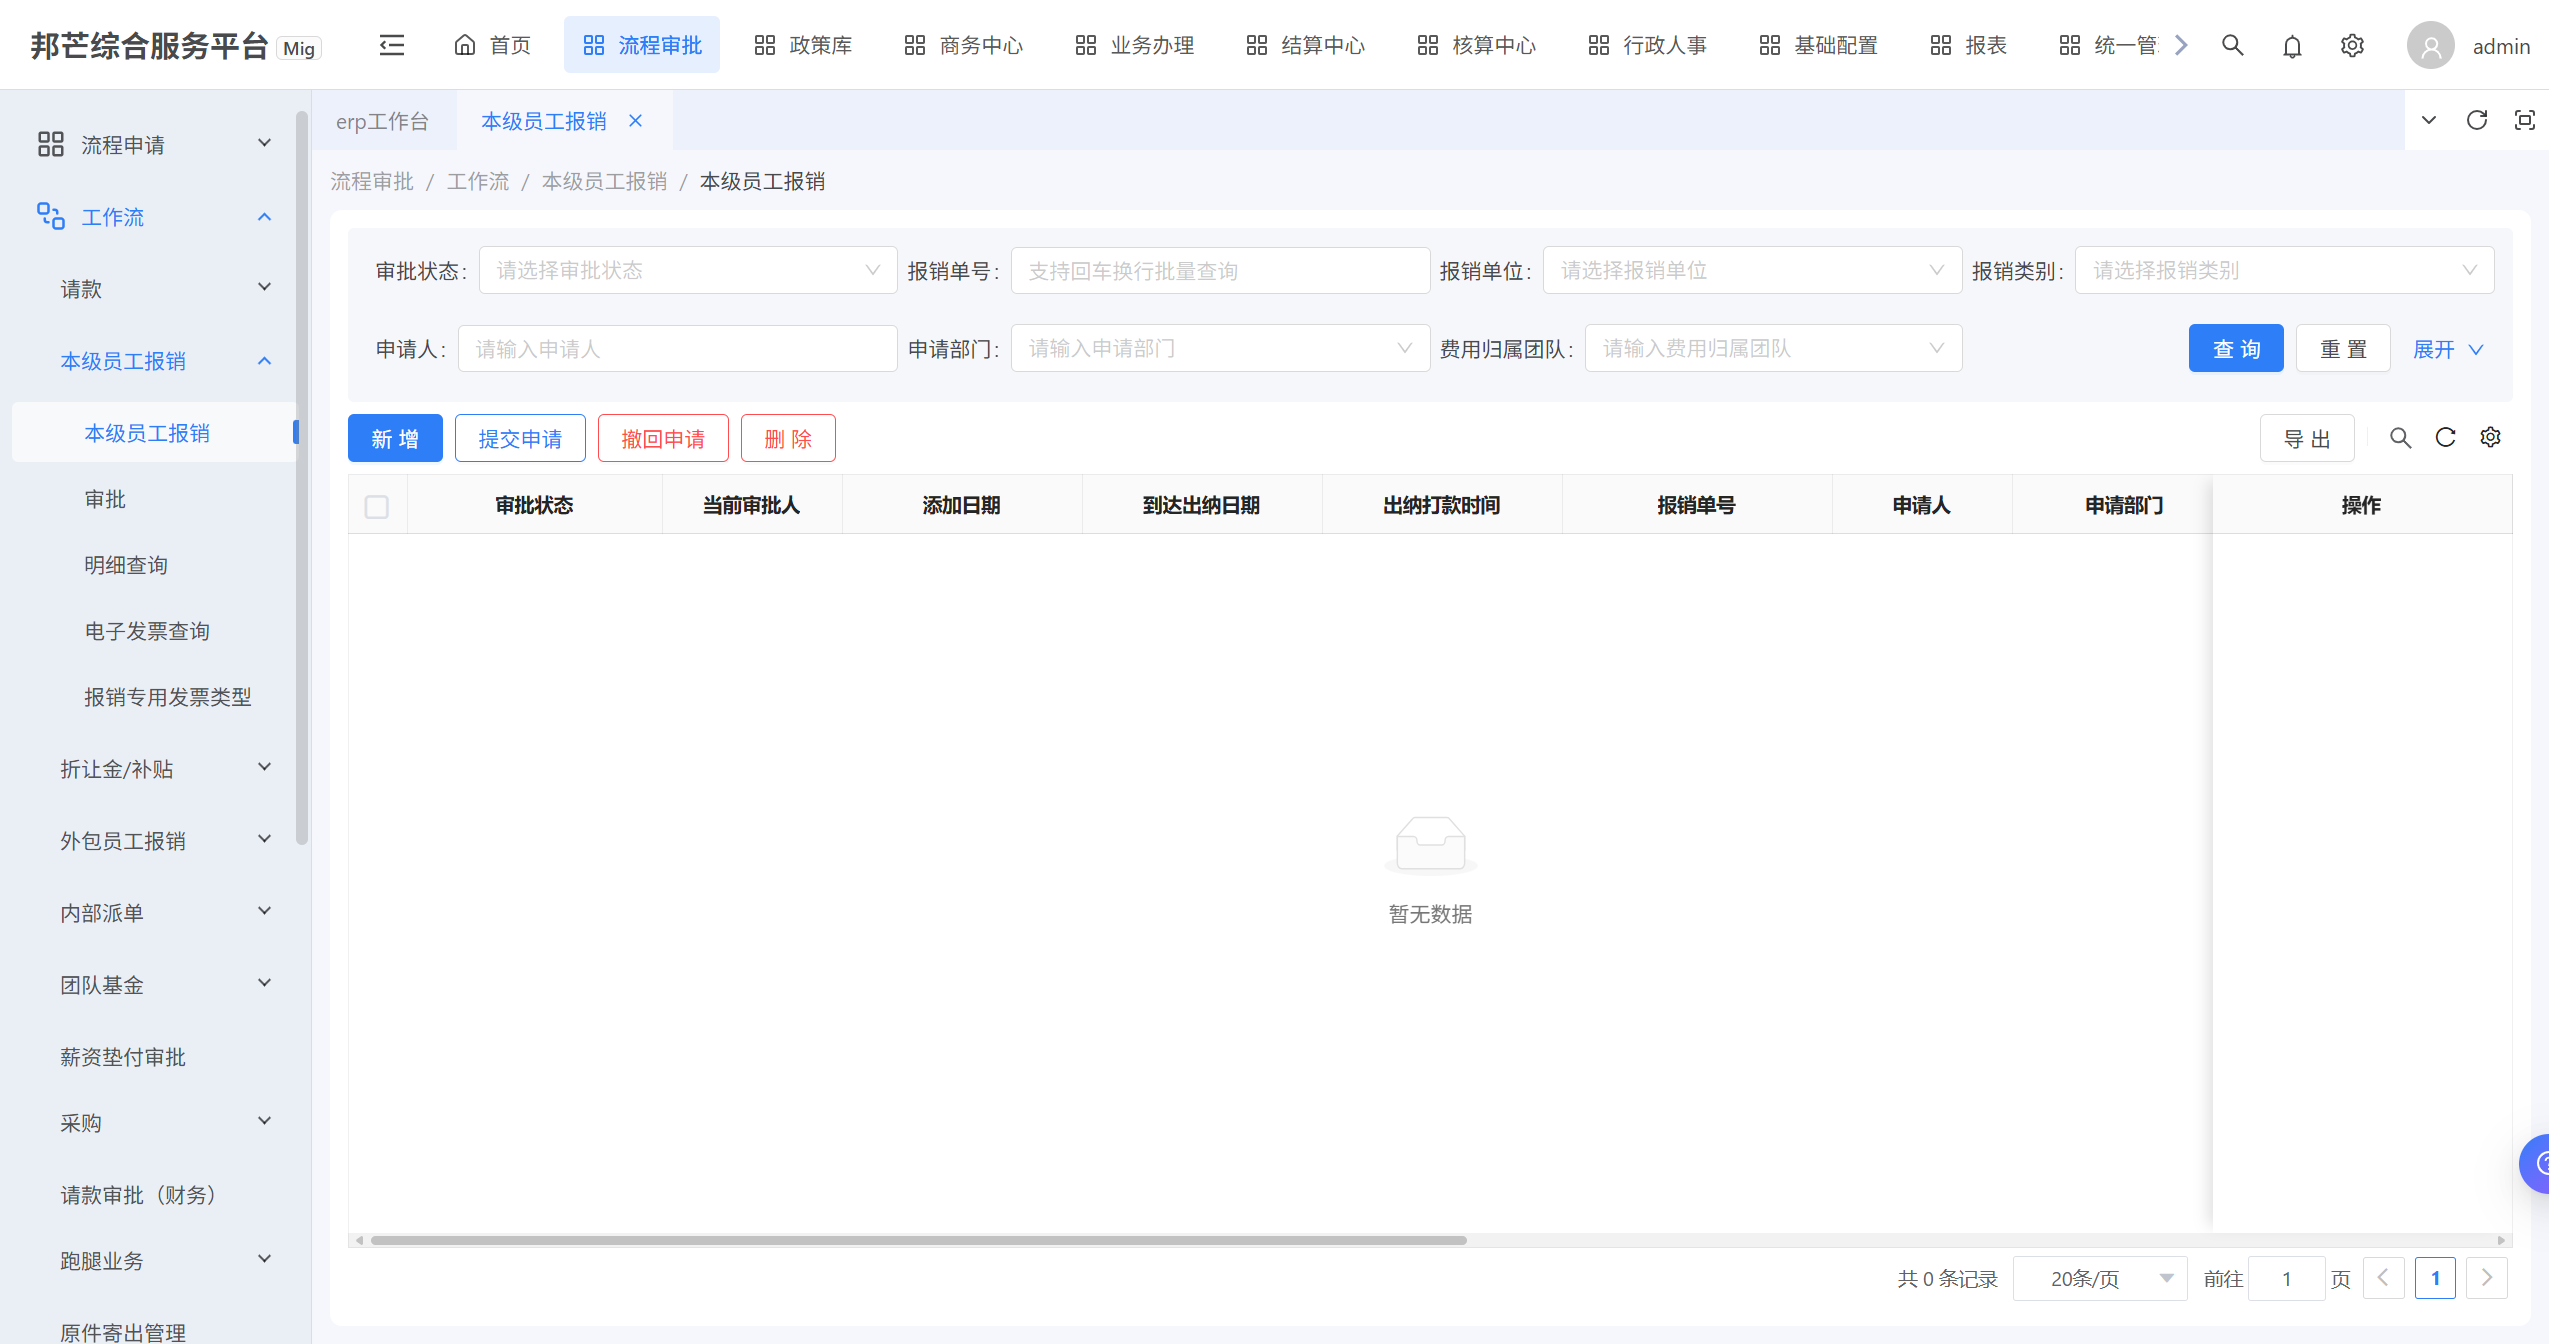 邦芒综合服务平台 Mig 首页 流程审批 政策库 商务中心 业务办理 结算中心 核算中心 行政人事 基础配置 报表 统一管 admin
erp工作台 本级员工报销
流程审批 / 工作流 / 本级员工报销 / 本级员工报销
流程申请
工作流
请款
本级员工报销
本级员工报销
审批
明细查询
电子发票查询
报销专用发票类型
折让金/补贴
外包员工报销
内部派单
团队基金
薪资垫付审批
采购
请款审批（财务）
跑腿业务
原件寄出管理
审批状态: 请选择审批状态 报销单号: 支持回车换行批量查询 报销单位: 请选择报销单位 报销类别: 请选择报销类别
申请人: 请输入申请人 申请部门: 请输入申请部门 费用归属团队: 请输入费用归属团队 查 询 重 置 展开
新 增 提交申请 撤回申请 删 除 导 出
审批状态 当前审批人 添加日期 到达出纳日期 出纳打款时间 报销单号 申请人 申请部门 操作
暂无数据
共 0 条记录 20条/页 前往 1 页 1